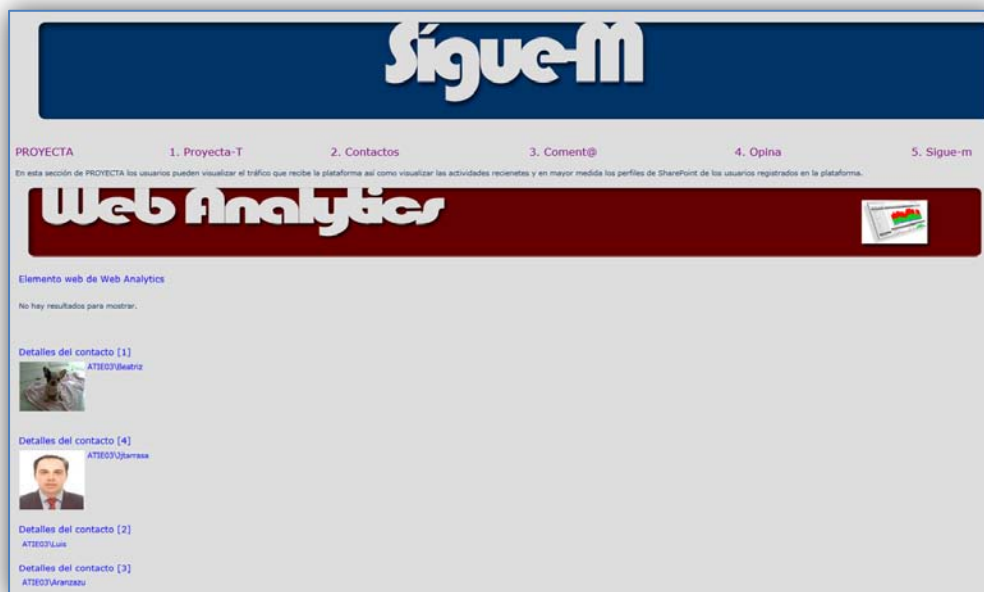 Sígue-M
PROYECTA 1. Proyecta-T 2. Contactos 3. Coment@ 4. Opina 5. Sigue-m
En esta sección de PROYECTA los usuarios pueden visualizar el tráfico que recibe la plataforma así como visualizar las actividades recienetes y en mayor medida los perfiles de SharePoint de los usuarios registrados en la plataforma.
Web Analytics
Elemento web de Web Analytics
No hay resultados para mostrar.
Detalles del contacto [1]
ATIE03\Beatriz
Detalles del contacto [4]
ATIE03\Jjtarrasa
Detalles del contacto [2]
ATIE03\Luis
Detalles del contacto [3]
ATIE03\Aranzazu